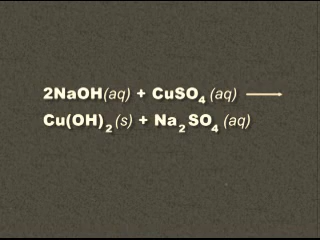 2NaOH(aq) + CuSO₄ (aq) ⟶
Cu(OH)₂ (s) + Na₂SO₄ (aq)